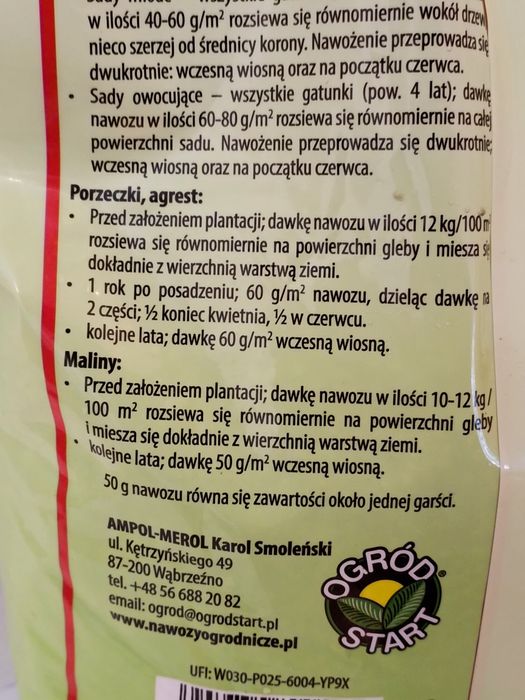 w ilości 40-60 g/m² rozsiewa się równomiernie wokół drzew
nieco szerzej od średnicy korony. Nawożenie przeprowadza się
dwukrotnie: wczesną wiosną oraz na początku czerwca.
• Sady owocujące – wszystkie gatunki (pow. 4 lat); dawkę
nawozu w ilości 60-80 g/m² rozsiewa się równomiernie na całej
powierzchni sadu. Nawożenie przeprowadza się dwukrotnie;
wczesną wiosną oraz na początku czerwca.
Porzeczki, agrest:
• Przed założeniem plantacji; dawkę nawozu w ilości 12 kg/100 m²
rozsiewa się równomiernie na powierzchni gleby i miesza się
dokładnie z wierzchnią warstwą ziemi.
• 1 rok po posadzeniu; 60 g/m² nawozu, dzieląc dawkę na
2 części; ½ koniec kwietnia, ½ w czerwcu.
• kolejne lata; dawkę 60 g/m² wczesną wiosną.
Maliny:
• Przed założeniem plantacji; dawkę nawozu w ilości 10-12 kg/
100 m² rozsiewa się równomiernie na powierzchni gleby
i miesza się dokładnie z wierzchnią warstwą ziemi.
• kolejne lata; dawkę 50 g/m² wczesną wiosną.
50 g nawozu równa się zawartości około jednej garści.
AMPOL-MEROL Karol Smoleński
ul. Kętrzyńskiego 49
87-200 Wąbrzeźno
tel. +48 56 688 20 82
email: ogrod@ogrodstart.pl
www.nawozyogrodnicze.pl
OGRÓD®
START
UFI: W030-P025-6004-YP9X